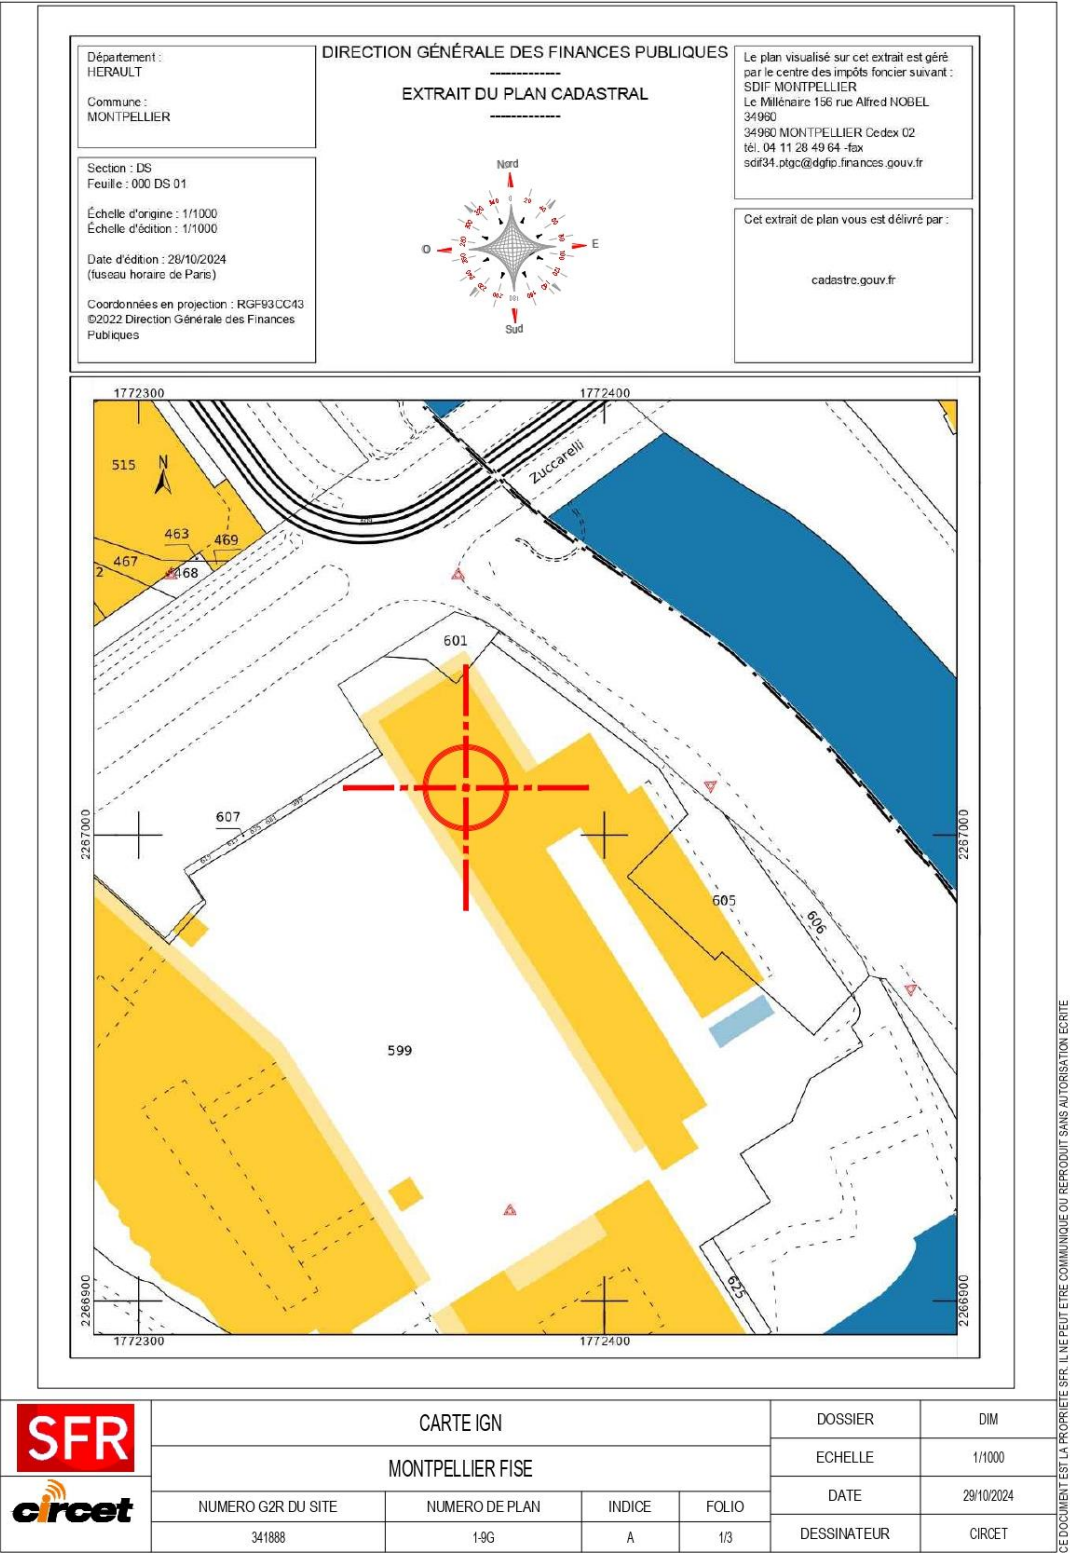 Département :
HERAULT
Commune :
MONTPELLIER
Section : DS
Feuille : 000 DS 01
Échelle d'origine : 1/1000
Échelle d'édition : 1/1000
Date d'édition : 28/10/2024
(fuseau horaire de Paris)
Coordonnées en projection : RGF93CC43
©2022 Direction Générale des Finances
Publiques
DIRECTION GÉNÉRALE DES FINANCES PUBLIQUES
-------------
EXTRAIT DU PLAN CADASTRAL
-------------
Nord
O
E
Sud
Le plan visualisé sur cet extrait est géré
par le centre des impôts foncier suivant :
SDIF MONTPELLIER
Le Millénaire 156 rue Alfred NOBEL
34960
34960 MONTPELLIER Cedex 02
tél. 04 11 28 49 64 -fax
sdif34.ptgc@dgfip.finances.gouv.fr
Cet extrait de plan vous est délivré par :
cadastre.gouv.fr
1772300
1772400
Zuccarelli
515
N
463
469
467
2
468
601
607
2267000
2267000
605
606
599
625
2266900
2266900
1772300
1772400
SFR
circet
CARTE IGN
MONTPELLIER FISE
NUMERO G2R DU SITE
NUMERO DE PLAN
INDICE
FOLIO
341888
1-9G
A
1/3
DOSSIER
DIM
ECHELLE
1/1000
DATE
29/10/2024
DESSINATEUR
CIRCET
CE DOCUMENT EST LA PROPRIETE SFR. IL NE PEUT ETRE COMMUNIQUE OU REPRODUIT SANS AUTORISATION ECRITE